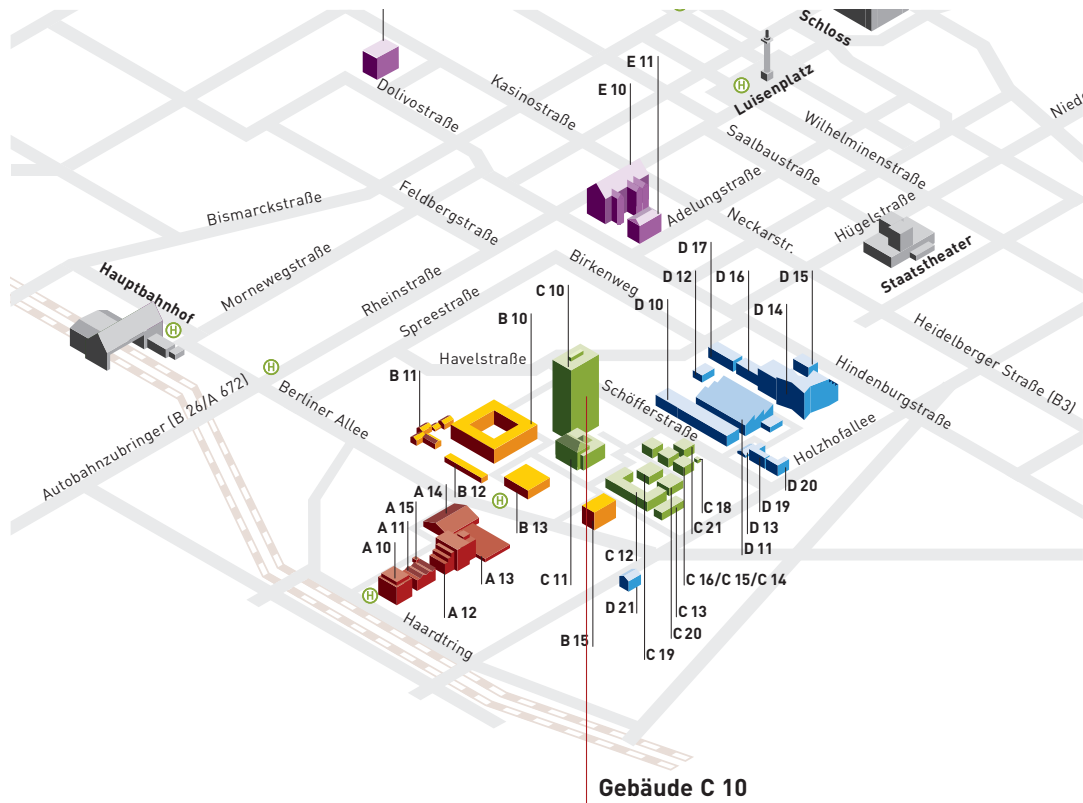 Schloss
E 11
Kasinostraße
E 10
Luisenplatz
H
Dolivostraße
Wilhelminenstraße
Saalbaustraße
Bismarckstraße
Feldbergstraße
Adelungstraße
Neckarstr.
Hügelstraße
Staatstheater
Hauptbahnhof
Mornewegstraße
Rheinstraße
Birkenweg
D 17
D 12
D 16
D 15
C 10
D 10
D 14
Spreestraße
B 10
H
Havelstraße
Heidelberger Straße (B3)
H
B 11
Berliner Allee
Schöfferstraße
Hindenburgstraße
Autobahnzubringer (B 26/A 672)
Holzhofallee
A 14
B 12
D 20
A 15
H
C 18
D 19
A 11
B 13
C 21
D 13
A 10
D 11
C 12
A 13
C 11
C 16/C 15/C 14
H
A 12
D 21
C 13
Haardtring
B 15
C 20
C 19
Gebäude C 10